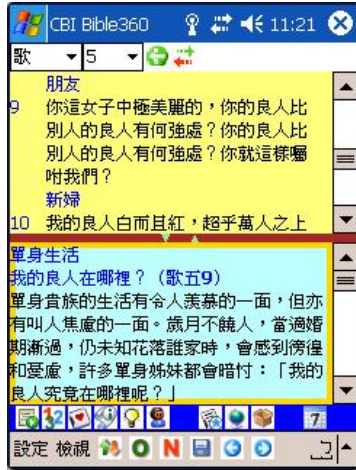 CBI Bible360 11:21
歌 5
朋友
9 你這女子中極美麗的，你的良人比
別人的良人有何強處？你的良人比
別人的良人有何強處？你就這樣囑
咐我們？
新婦
10 我的良人白而且紅，超乎萬人之上
單身生活
我的良人在哪裡？（歌五9）
單身貴族的生活有令人羨慕的一面，但亦
有叫人焦慮的一面。歲月不饒人，當適婚
期漸過，仍未知花落誰家時，會感到徬徨
和憂慮，許多單身姊妹都會暗忖：「我的
良人究竟在哪裡呢？」
7
設定 檢視 O N